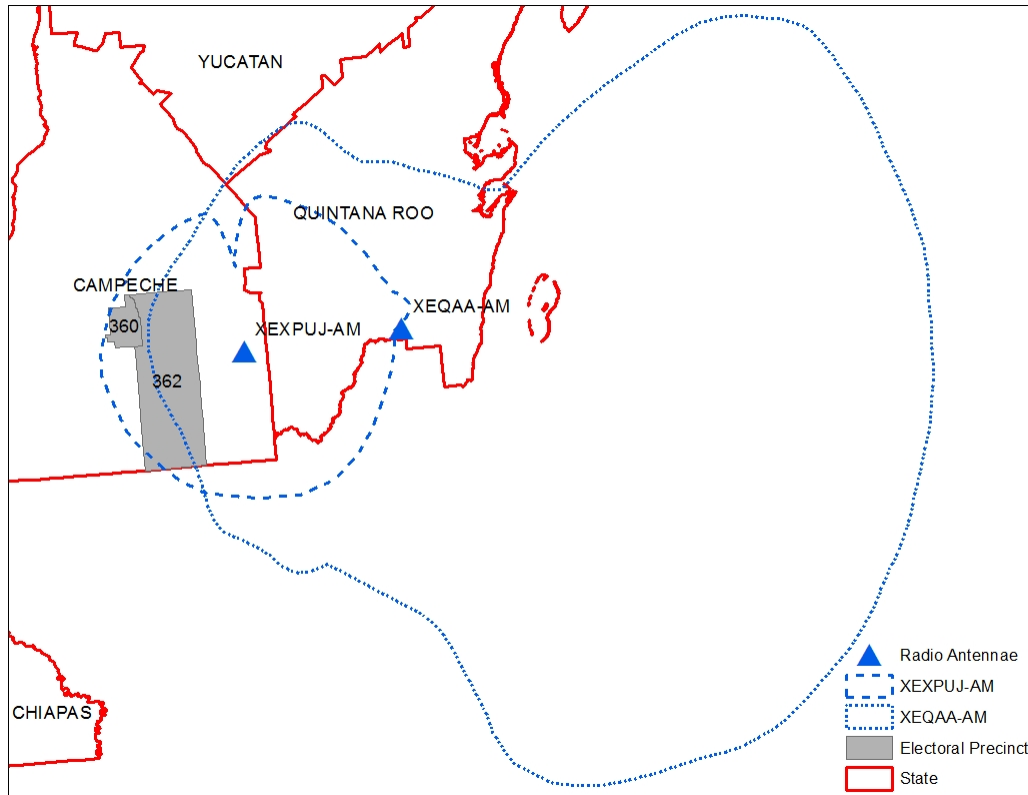 YUCATAN
QUINTANA ROO
CAMPECHE
XEQAA-AM
360
XEXPUJ-AM
362
Radio Antennae
XEXPUJ-AM
XEQAA-AM
CHIAPAS
Electoral Precinct
State